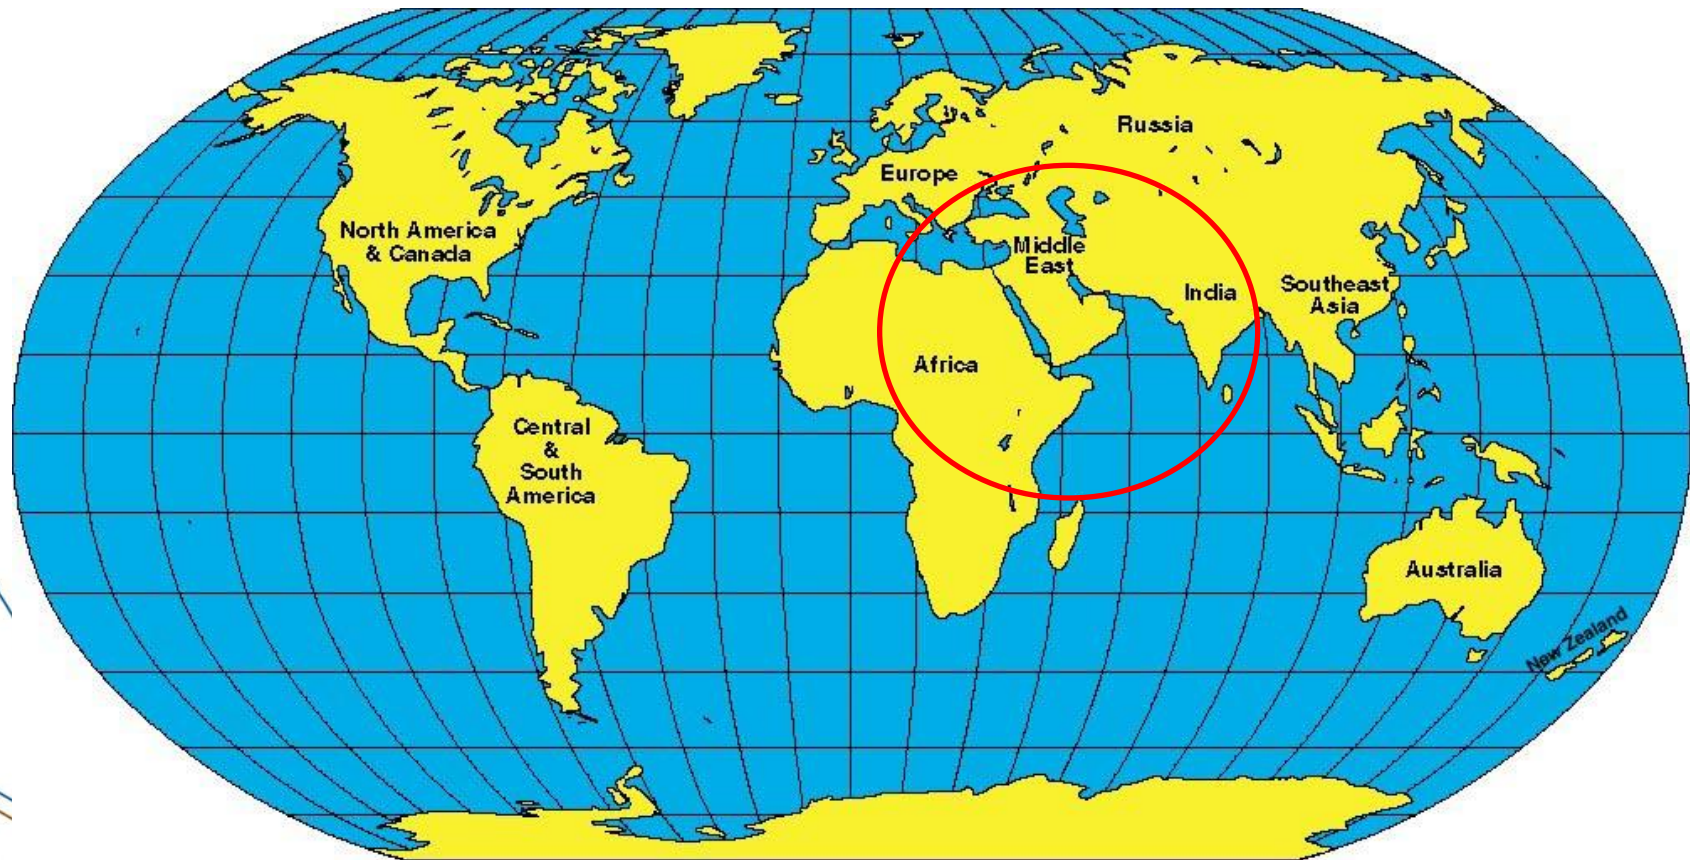 Russia
Europe
North America
& Canada
Middle
East
India
Southeast
Asia
Africa
Central
&
South
America
Australia
New Zealand